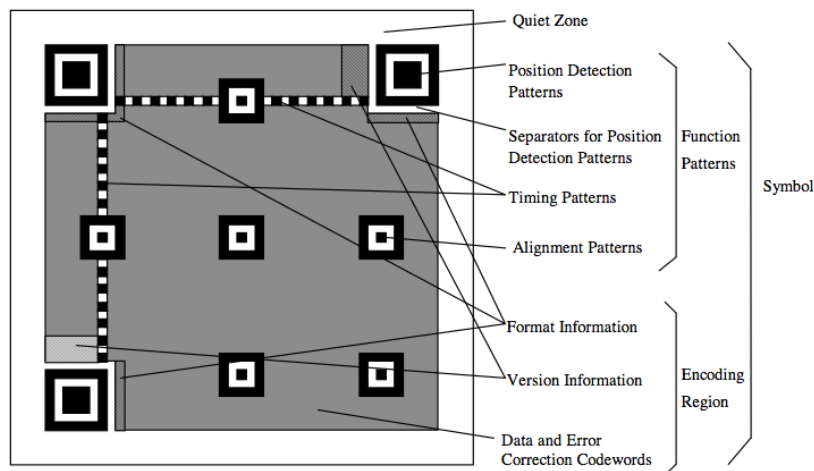 Quiet Zone
Position Detection
Patterns
Separators for Position
Detection Patterns
Function
Patterns
Symbol
Timing Patterns
Alignment Patterns
Format Information
Version Information
Encoding
Region
Data and Error
Correction Codewords